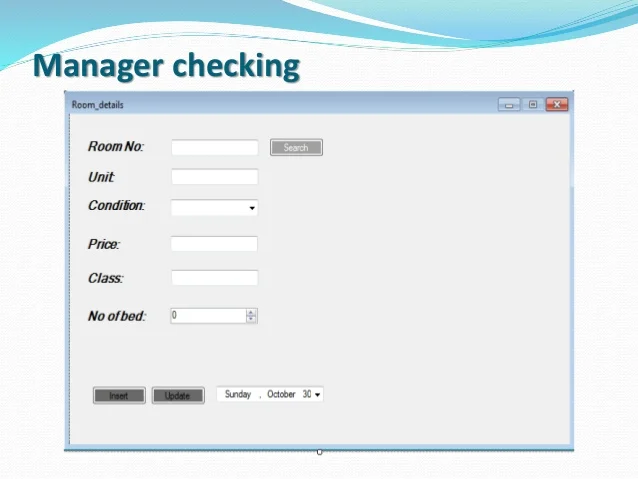 Manager checking
Room_details
Room No: Search
Unit:
Condition:
Price:
Class:
No of bed: 0
Insert Update Sunday , October 30